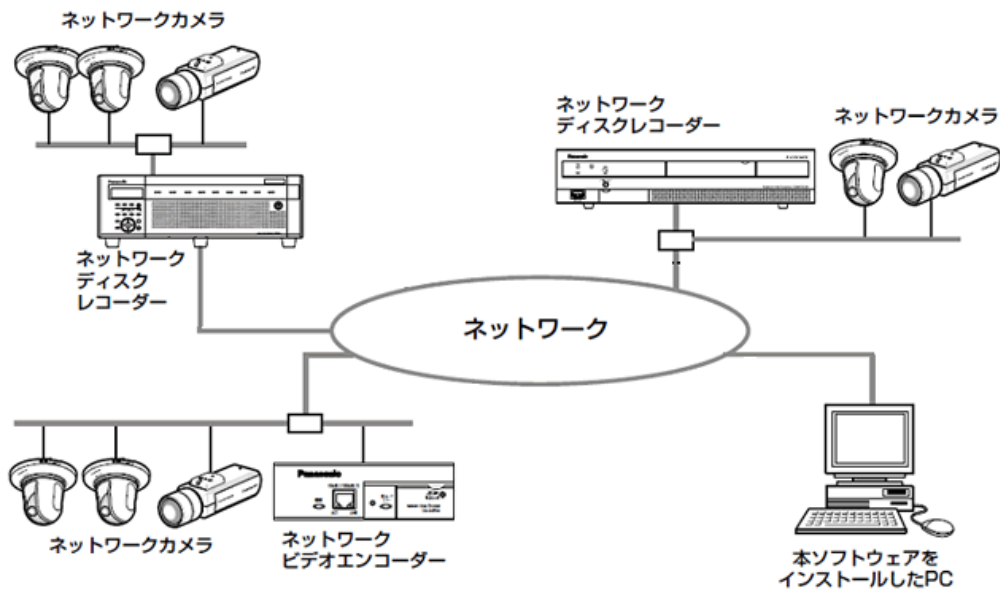 ネットワークカメラ
ネットワーク
ディスクレコーダー
ネットワークカメラ
Panasonic
Panasonic
ネットワーク
ディスク
レコーダー
ネットワーク
Panasonic
ネットワークカメラ
ネットワーク
ビデオエンコーダー
本ソフトウェアを
インストールしたPC